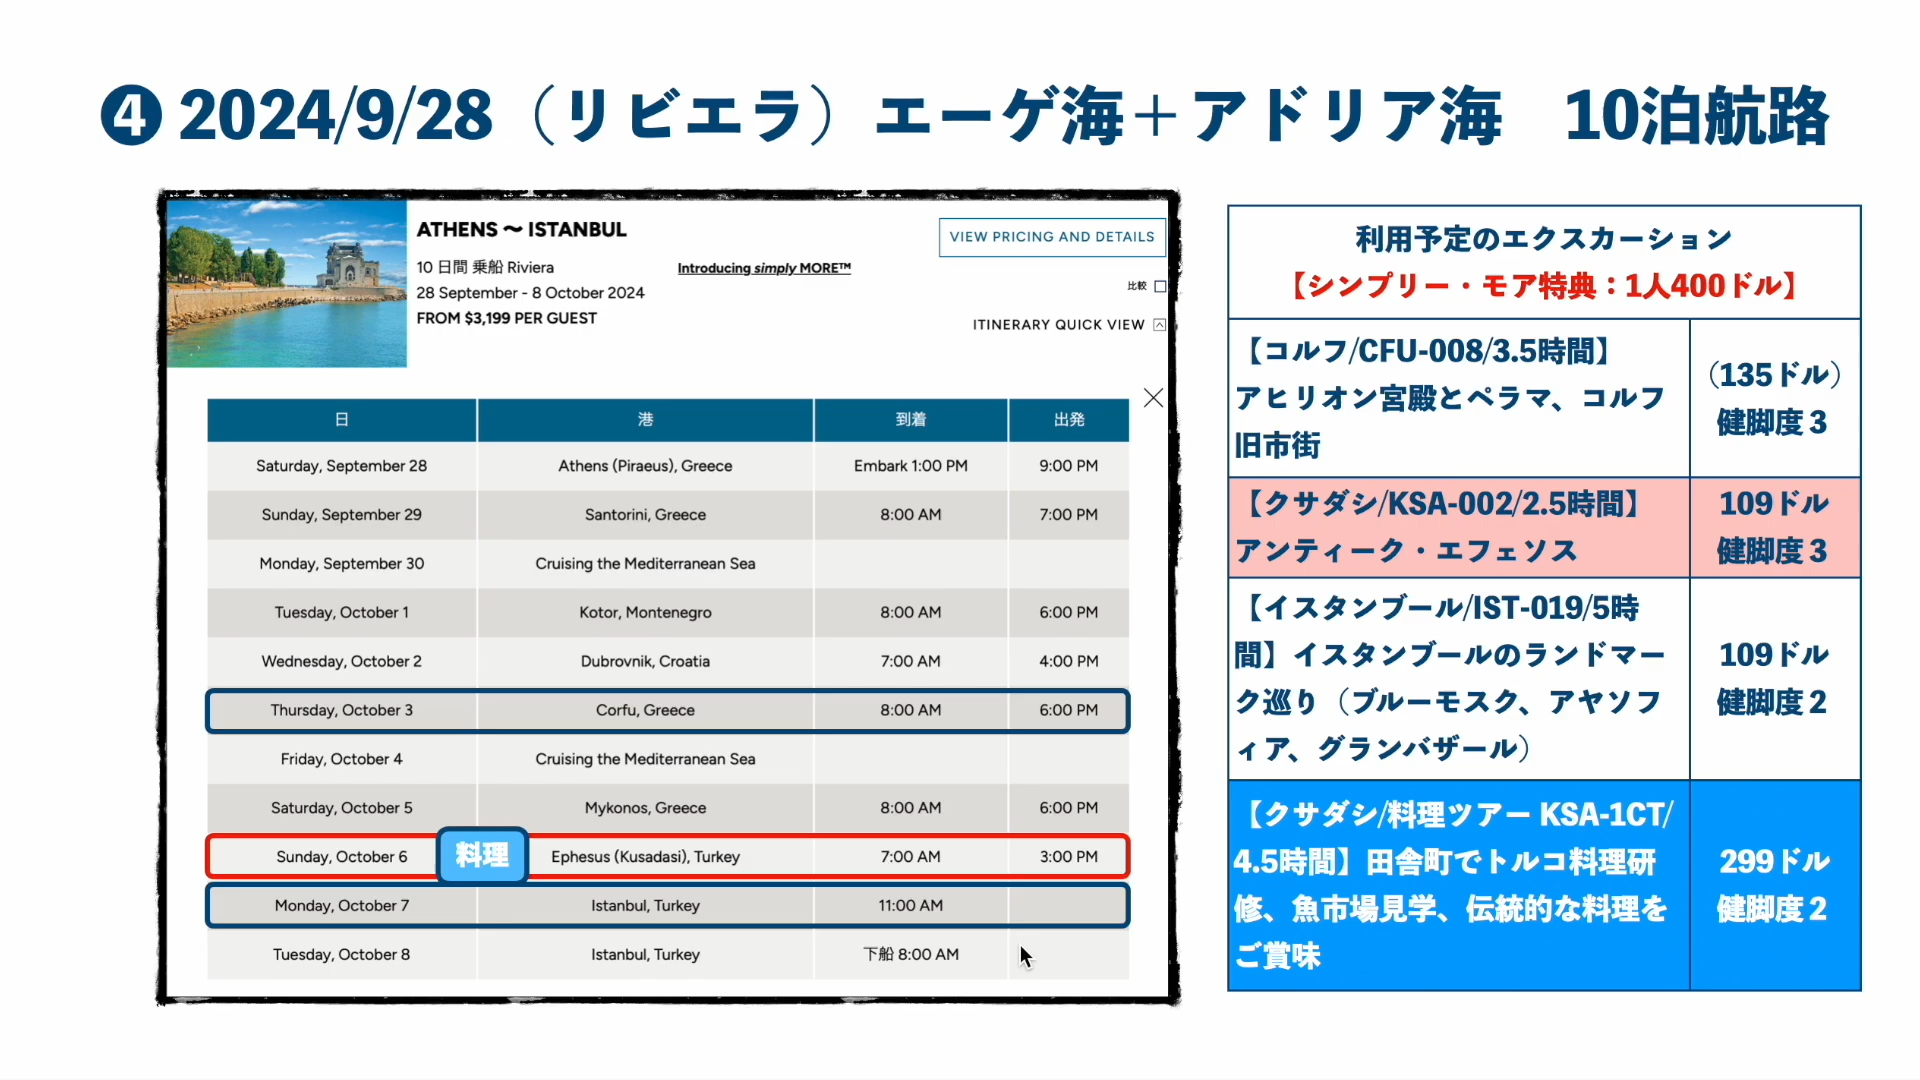 ❹ 2024/9/28（リビエラ）エーゲ海＋アドリア海　10泊航路
ATHENS 〜 ISTANBUL
10 日間 乗船 Riviera
28 September - 8 October 2024
FROM $3,199 PER GUEST
Introducing simply MORE™
VIEW PRICING AND DETAILS
比較
ITINERARY QUICK VIEW
日 港 到着 出発
Saturday, September 28 Athens (Piraeus), Greece Embark 1:00 PM 9:00 PM
Sunday, September 29 Santorini, Greece 8:00 AM 7:00 PM
Monday, September 30 Cruising the Mediterranean Sea
Tuesday, October 1 Kotor, Montenegro 8:00 AM 6:00 PM
Wednesday, October 2 Dubrovnik, Croatia 7:00 AM 4:00 PM
Thursday, October 3 Corfu, Greece 8:00 AM 6:00 PM
Friday, October 4 Cruising the Mediterranean Sea
Saturday, October 5 Mykonos, Greece 8:00 AM 6:00 PM
Sunday, October 6 料理 Ephesus (Kusadasi), Turkey 7:00 AM 3:00 PM
Monday, October 7 Istanbul, Turkey 11:00 AM
Tuesday, October 8 Istanbul, Turkey 下船 8:00 AM
利用予定のエクスカーション
【シンプリー・モア特典：1人400ドル】
【コルフ/CFU-008/3.5時間】
アヒリオン宮殿とペラマ、コルフ
旧市街
（135ドル）
健脚度３
【クサダシ/KSA-002/2.5時間】
アンティーク・エフェソス
109ドル
健脚度３
【イスタンブール/IST-019/5時
間】イスタンブールのランドマー
ク巡り（ブルーモスク、アヤソフ
ィア、グランバザール）
109ドル
健脚度２
【クサダシ/料理ツアー KSA-1CT/
4.5時間】田舎町でトルコ料理研
修、魚市場見学、伝統的な料理を
ご賞味
299ドル
健脚度２